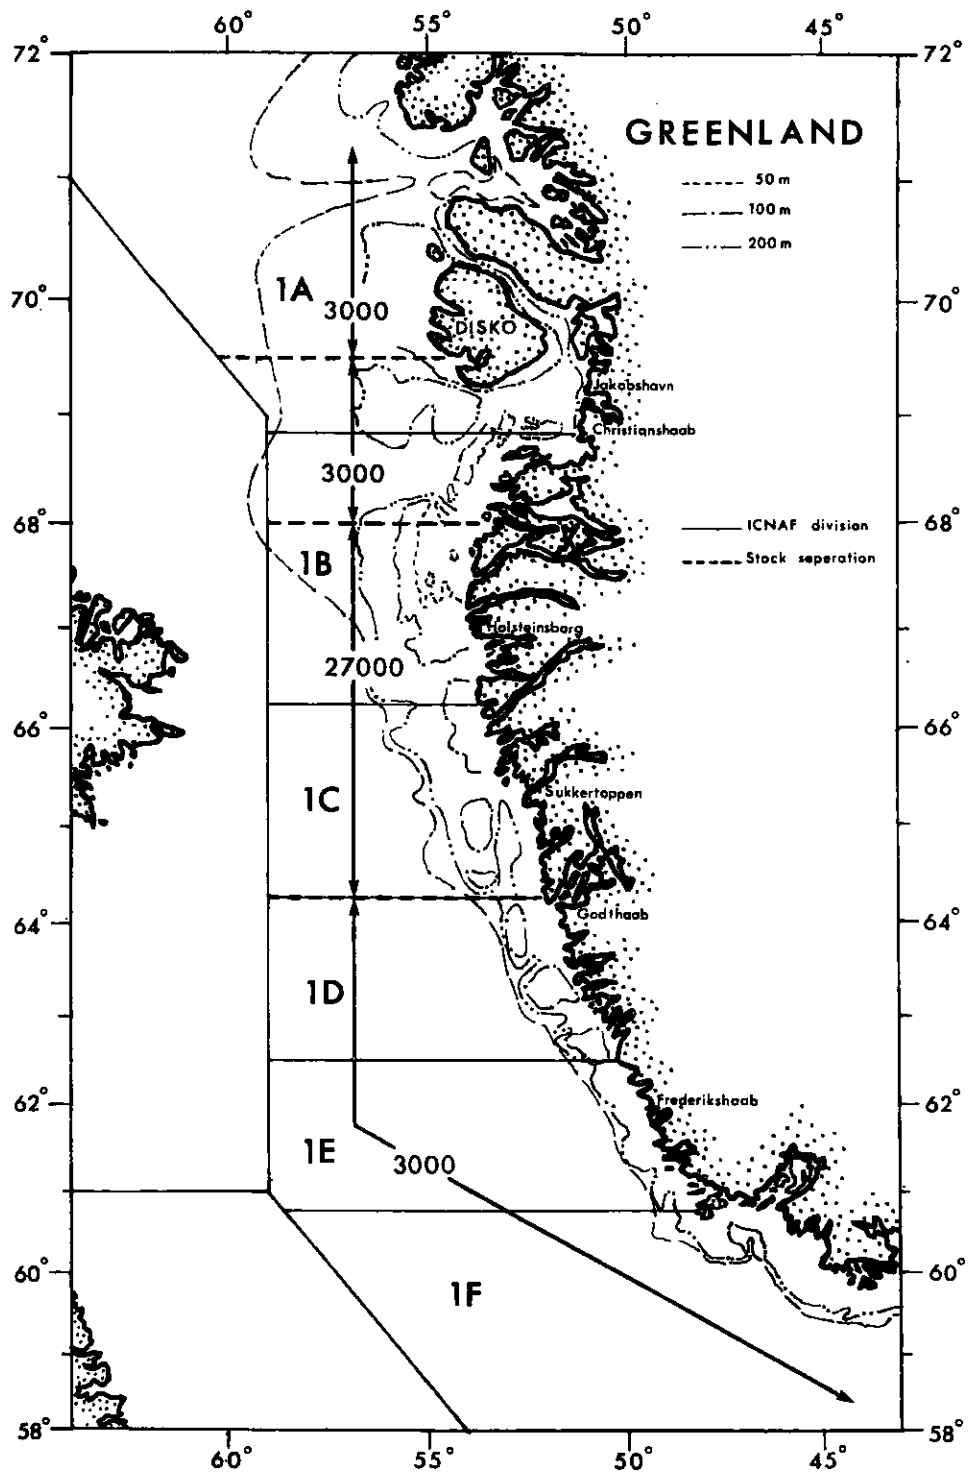 60° 55° 50° 45°
72° 72°
GREENLAND
50 m
100 m
200 m
70° 1A 3000 70°
DISKO
Jakobshavn
Christianshaab
3000
68° 68°
ICNAF division
1B Stock seperation
Holsteinsborg
27000
66° 66°
1C Sukkertoppen
Godthaab
64° 64°
1D
62° Frederikshaab 62°
1E 3000
60° 60°
1F
58° 58°
60° 55° 50° 45°